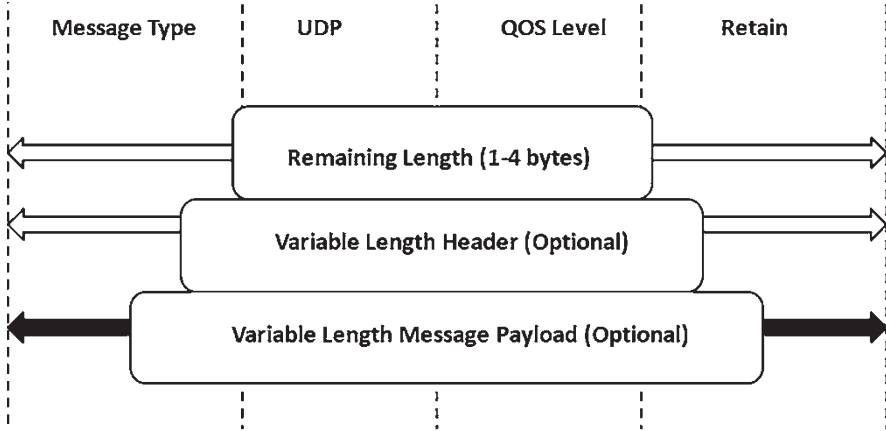 Message Type UDP QOS Level Retain
Remaining Length (1-4 bytes)
Variable Length Header (Optional)
Variable Length Message Payload (Optional)